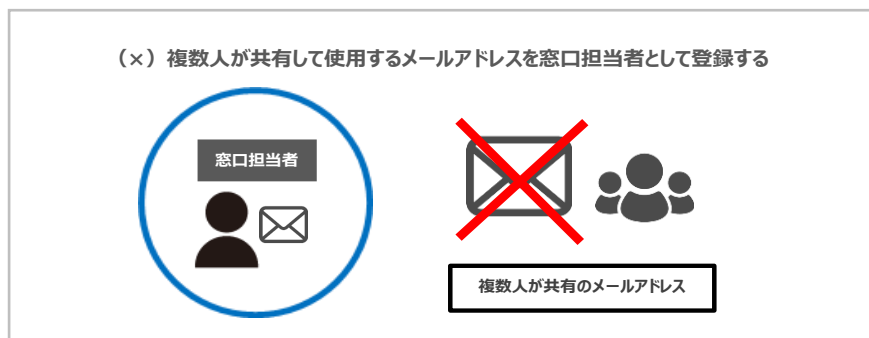 （×）複数人が共有して使用するメールアドレスを窓口担当者として登録する
窓口担当者
複数人が共有のメールアドレス